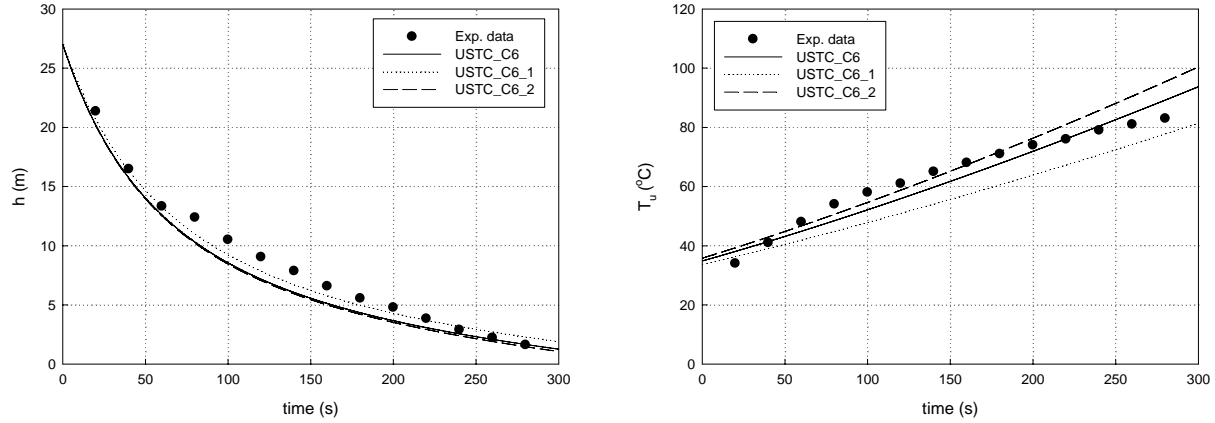 30
25
20
15
10
5
0
h (m)
0 50 100 150 200 250 300
time (s)
Exp. data
USTC_C6
USTC_C6_1
USTC_C6_2
120
100
80
60
40
20
0
Tu (oC)
0 50 100 150 200 250 300
time (s)
Exp. data
USTC_C6
USTC_C6_1
USTC_C6_2